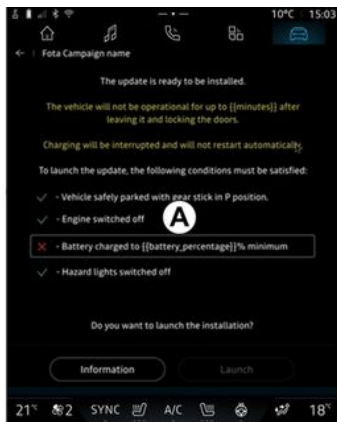 10°C 15:03
Fota Campaign name
The update is ready to be installed.
The vehicle will not be operational for up to {{minutes}} after
leaving it and locking the doors.
Charging will be interrupted and will not restart automatically.
To launch the update, the following conditions must be satisfied:
- Vehicle safely parked with gear stick in P position.
- Engine switched off
A
- Battery charged to {{battery_percentage}}% minimum
- Hazard lights switched off
Do you want to launch the installation?
Information Launch
21°C 2 SYNC A/C 18°C